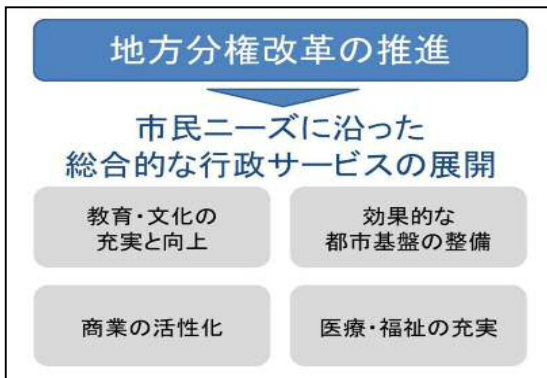 地方分権改革の推進
市民ニーズに沿った
総合的な行政サービスの展開
教育・文化の
充実と向上
効果的な
都市基盤の整備
商業の活性化
医療・福祉の充実